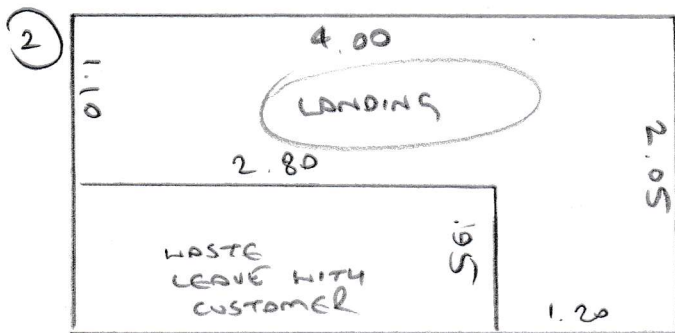 2
4.00
1.10
LANDING
2.80
2.05
.95
WASTE
LEAVE WITH
CUSTOMER
1.20